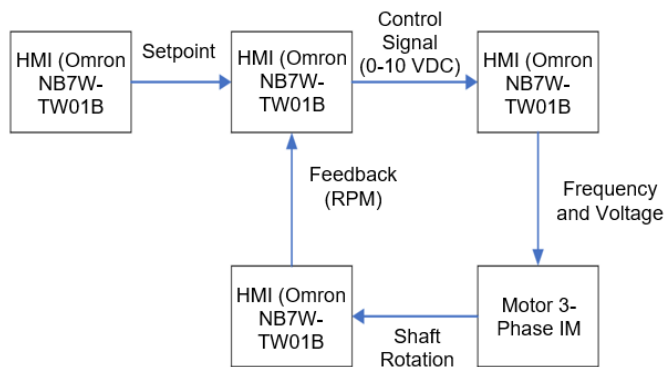 HMI (Omron
NB7W-
TW01B
Setpoint
HMI (Omron
NB7W-
TW01B
Control
Signal
(0-10 VDC)
HMI (Omron
NB7W-
TW01B
Feedback
(RPM)
Frequency
and Voltage
HMI (Omron
NB7W-
TW01B
Shaft
Rotation
Motor 3-
Phase IM